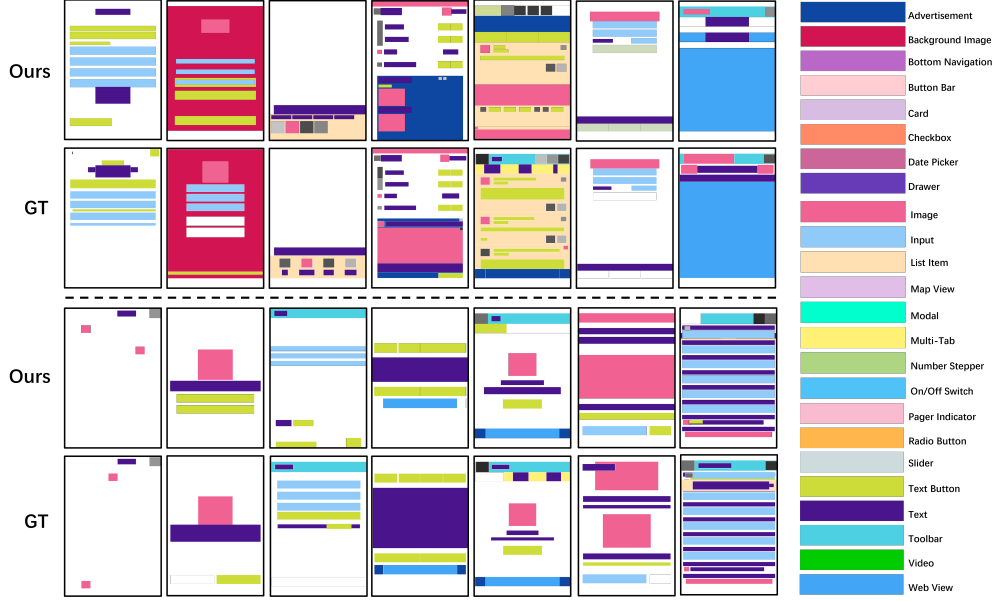 Ours
GT
Ours
GT
Advertisement
Background Image
Bottom Navigation
Button Bar
Card
Checkbox
Date Picker
Drawer
Image
Input
List Item
Map View
Modal
Multi-Tab
Number Stepper
On/Off Switch
Pager Indicator
Radio Button
Slider
Text Button
Text
Toolbar
Video
Web View